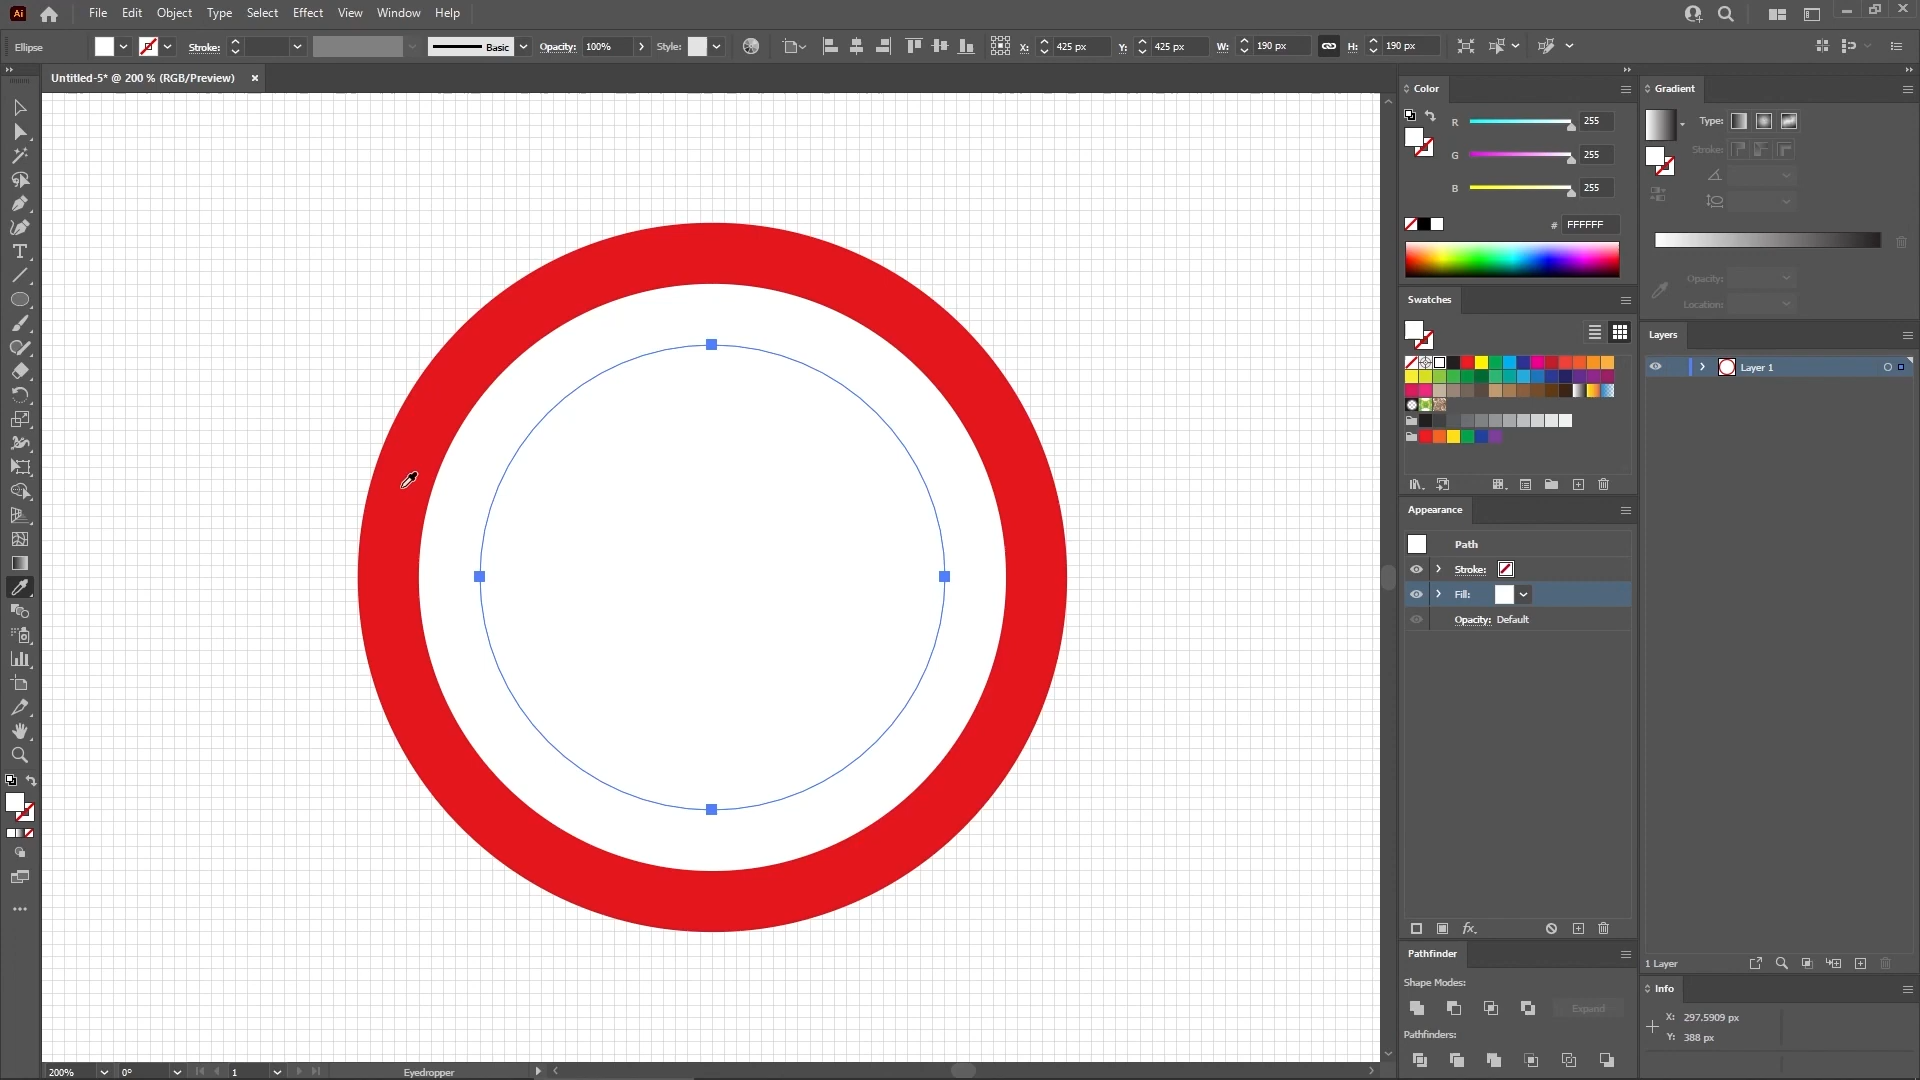 Ai File Edit Object Type Select Effect View Window Help
Ellipse Stroke: Basic Opacity: 100% Style: X: 425 px Y: 425 px W: 190 px H: 190 px
Untitled-5* @ 200 % (RGB/Preview)
Color
R 255
G 255
B 255
# FFFFFF
Swatches
Appearance
Path
Stroke:
Fill:
Opacity: Default
fx.
Pathfinder
Shape Modes:
Expand
Pathfinders:
Gradient
Type:
Stroke:
Opacity:
Location:
Layers
Layer 1
1 Layer
Info
X: 297.5909 px
Y: 388 px
T
200% 0° 1 Eyedropper